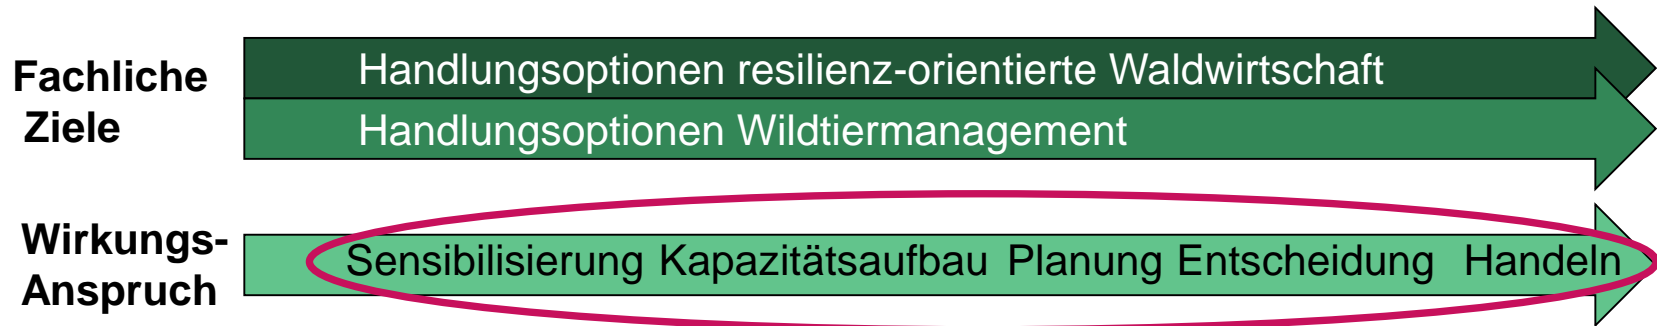 Fachliche
Ziele
Handlungsoptionen resilienz-orientierte Waldwirtschaft
Handlungsoptionen Wildtiermanagement
Wirkungs-
Anspruch
Sensibilisierung Kapazitätsaufbau Planung Entscheidung Handeln